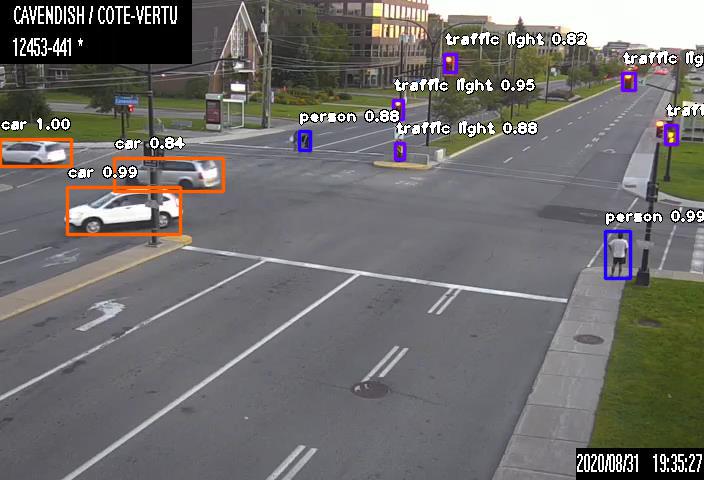 CAVENDISH / COTE-VERTU
12453-441 *
traffic light 0.82
traffic lig
traffic light 0.95
traf
person 0.88
traffic light 0.88
car 1.00
car 0.84
car 0.99
person 0.99
2020/08/31 19:35:27